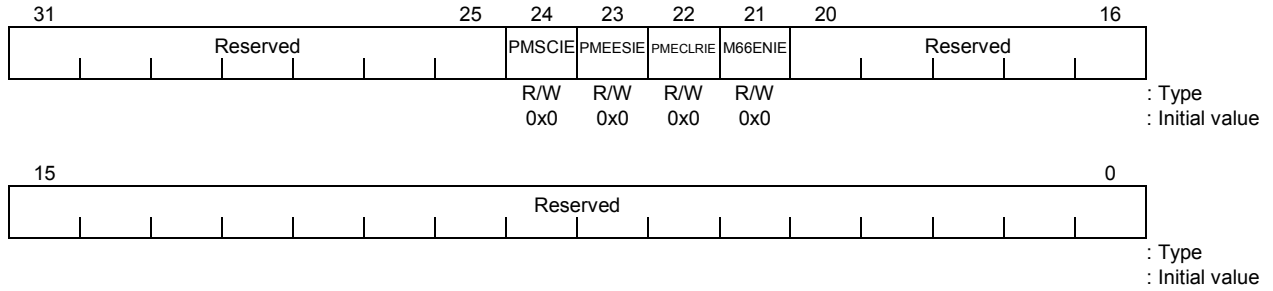 31 25 24 23 22 21 20 16
Reserved PMSCIE PMEESIE PMECLRIE M66ENIE Reserved
R/W R/W R/W R/W : Type
0x0 0x0 0x0 0x0 : Initial value
15 0
Reserved
: Type
: Initial value